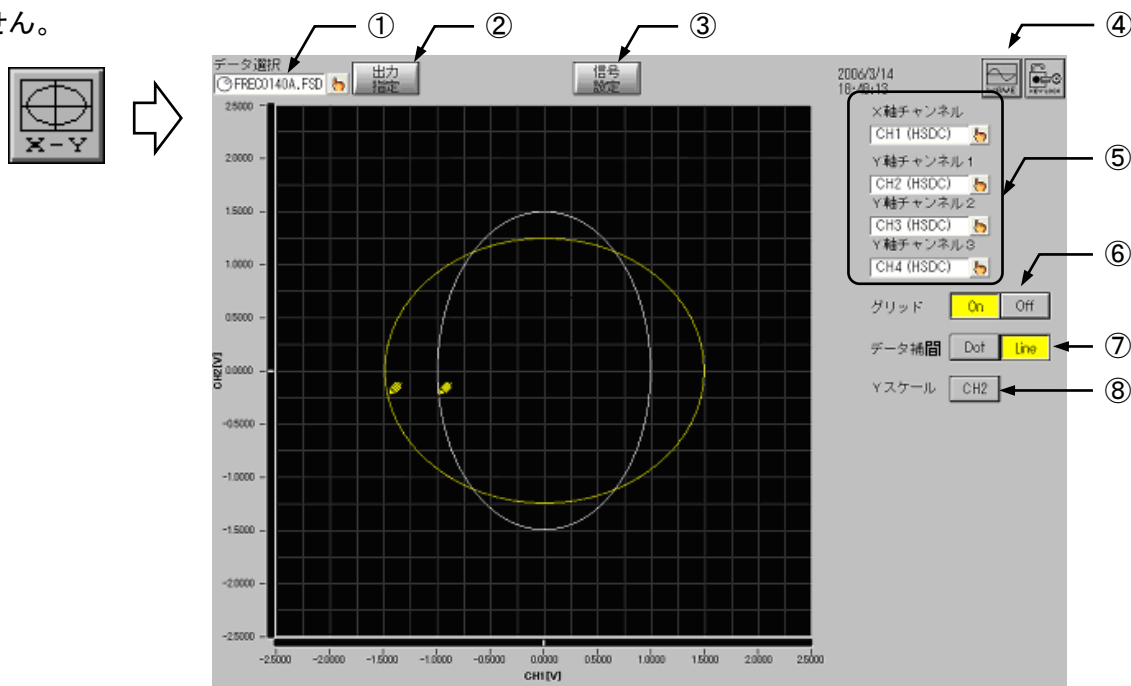 せん。
① ② ③ ④
X-Y
データ選択
FREC0140A.FSD
出力
指定
信号
設定
2006/3/14
18:48:13
WAVE
KEY LOCK
X軸チャンネル
CH1 (HSDC)
⑤
Y軸チャンネル1
CH2 (HSDC)
Y軸チャンネル2
CH3 (HSDC)
Y軸チャンネル3
CH4 (HSDC)
⑥
グリッド On Off
データ補間 Dot Line ⑦
Yスケール CH2 ⑧
CH2[V]
2.5000
2.0000
1.5000
1.0000
0.5000
0.0000
-0.5000
-1.0000
-1.5000
-2.0000
-2.5000
-2.5000 -2.0000 -1.5000 -1.0000 -0.5000 0.0000 0.5000 1.0000 1.5000 2.0000 2.5000
CH1[V]